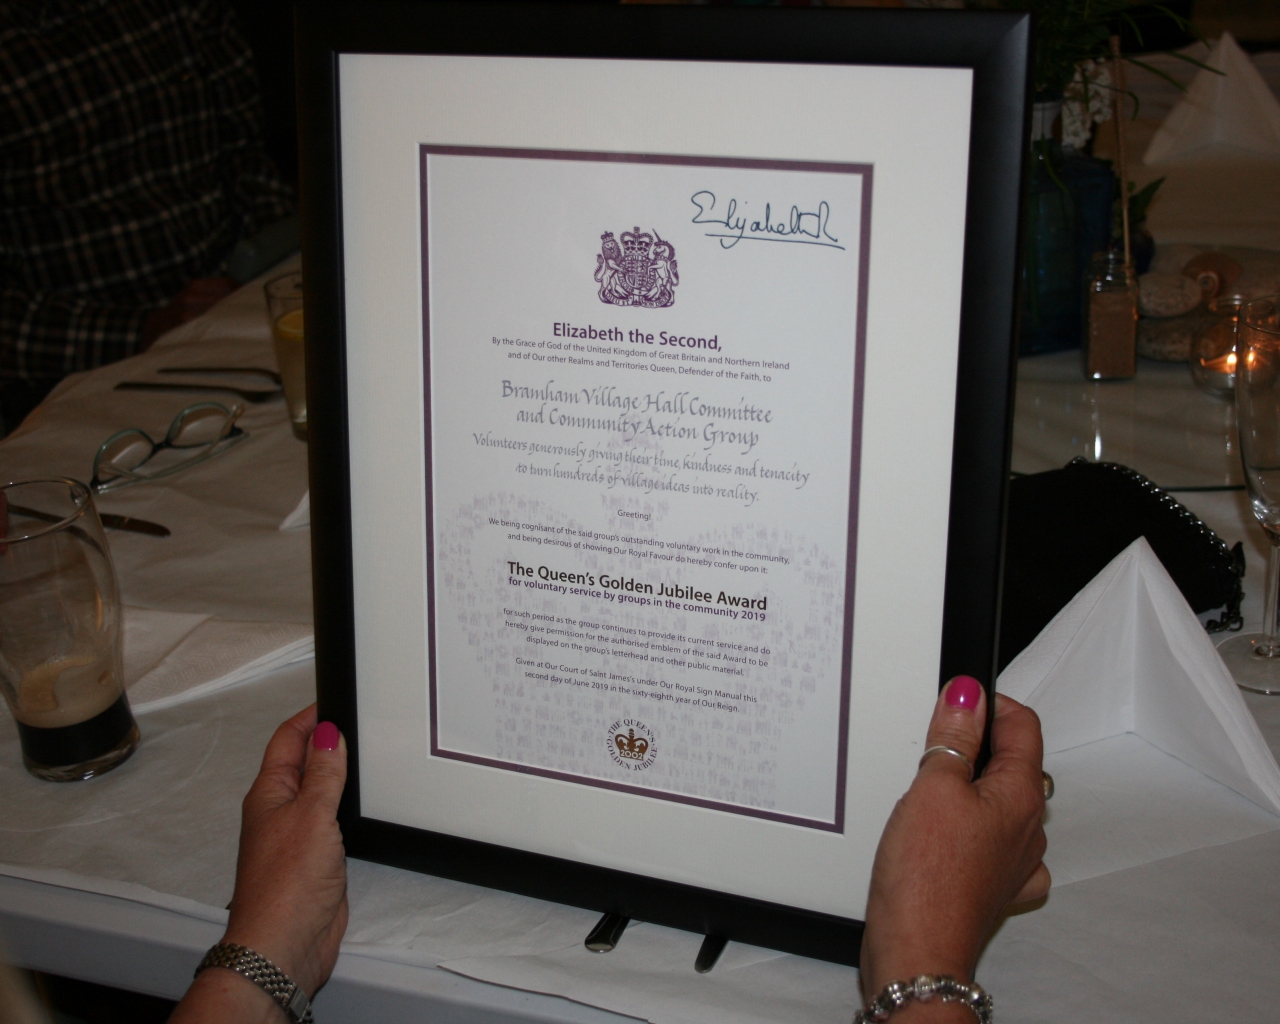 ElizabethR
Elizabeth the Second,
By the Grace of God of the United Kingdom of Great Britain and Northern Ireland
and of Our other Realms and Territories Queen, Defender of the Faith, to
Bramham Village Hall Committee
and Community Action Group
Volunteers generously giving their time, kindness and tenacity
to turn hundreds of village ideas into reality.
Greeting!
We being cognisant of the said group's outstanding voluntary work in the community,
and being desirous of showing Our Royal Favour do hereby confer upon it:
The Queen's Golden Jubilee Award
for voluntary service by groups in the community 2019
for such period as the group continues to provide its current service and do
hereby give permission for the authorised emblem of the said Award to be
displayed on the group's letterhead and other public material,
Given at Our Court of Saint James's under Our Royal Sign Manual this
second day of June 2019 in the sixty-eighth year of Our Reign.
THE QUEEN'S
2002
GOLDEN JUBILEE